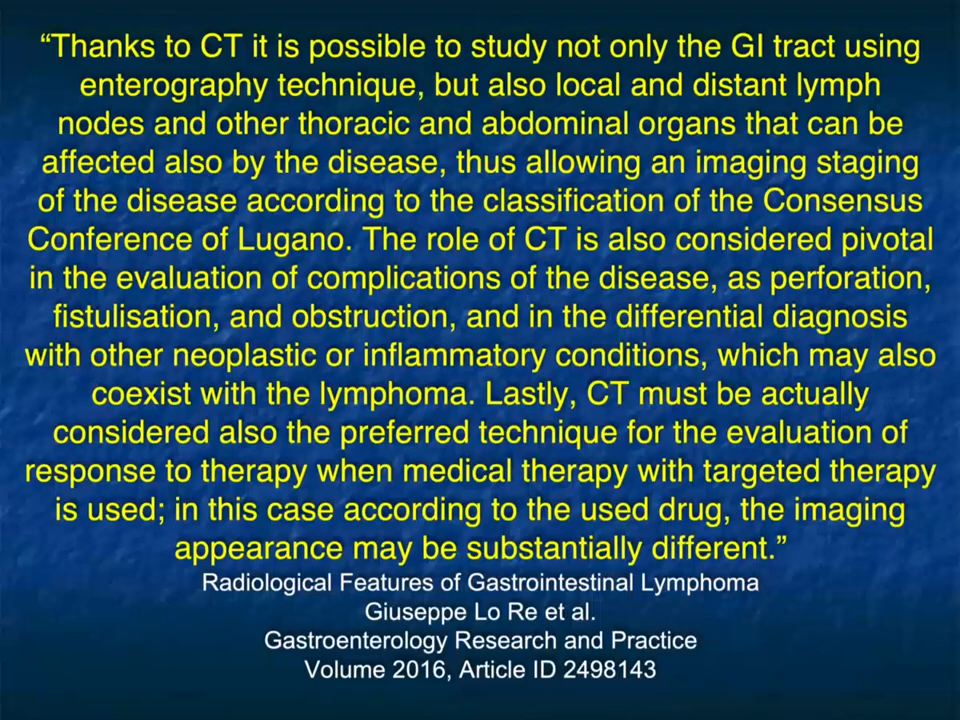 “Thanks to CT it is possible to study not only the GI tract using
enterography technique, but also local and distant lymph
nodes and other thoracic and abdominal organs that can be
affected also by the disease, thus allowing an imaging staging
of the disease according to the classification of the Consensus
Conference of Lugano. The role of CT is also considered pivotal
in the evaluation of complications of the disease, as perforation,
fistulisation, and obstruction, and in the differential diagnosis
with other neoplastic or inflammatory conditions, which may also
coexist with the lymphoma. Lastly, CT must be actually
considered also the preferred technique for the evaluation of
response to therapy when medical therapy with targeted therapy
is used; in this case according to the used drug, the imaging
appearance may be substantially different.”
Radiological Features of Gastrointestinal Lymphoma
Giuseppe Lo Re et al.
Gastroenterology Research and Practice
Volume 2016, Article ID 2498143